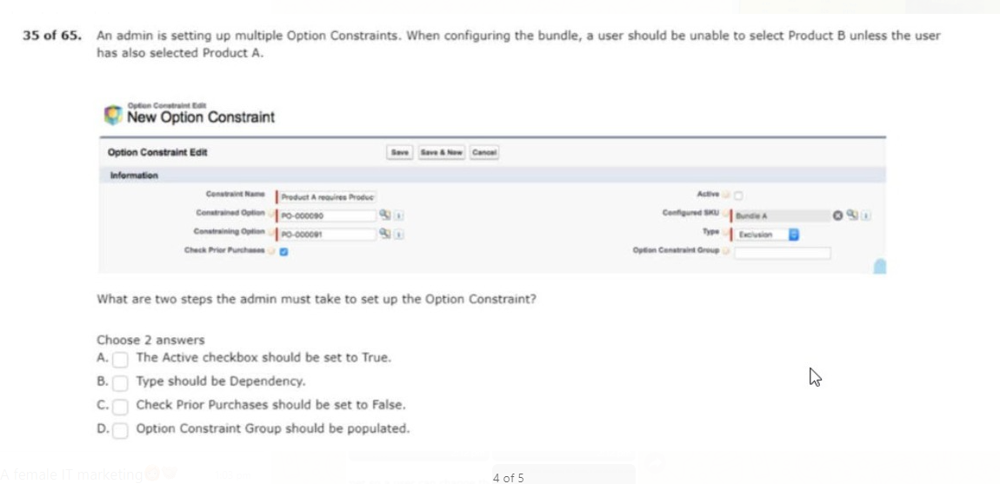 35 of 65. An admin is setting up multiple Option Constraints. When configuring the bundle, a user should be unable to select Product B unless the user
has also selected Product A.
Option Constraint Edit
New Option Constraint
Option Constraint Edit Save Save & New Cancel
Information
Constraint Name Product A requires Produc Active
Constrained Option PO-000090 Configured SKU Bundle A
Constraining Option PO-000091 Type Exclusion
Check Prior Purchases Option Constraint Group
What are two steps the admin must take to set up the Option Constraint?
Choose 2 answers
A. The Active checkbox should be set to True.
B. Type should be Dependency.
C. Check Prior Purchases should be set to False.
D. Option Constraint Group should be populated.
A female IT marketing
4 of 5